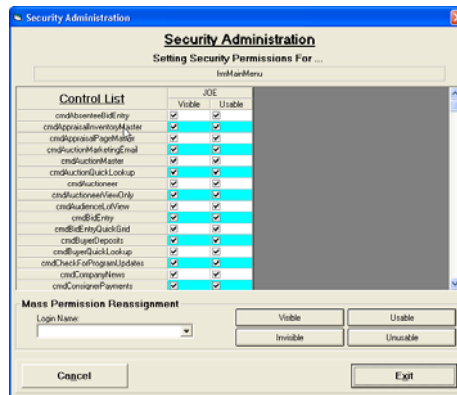 Security Administration
Security Administration
Setting Security Permissions For ...
frmMainMenu
Control List
JOE
Visible Usable
cmdAbsenteeBidEntry
cmdAppraisalInventoryMaster
cmdAppraisalPageMaster
cmdAuctionMarketingEmail
cmdAuctionMaster
cmdAuctionQuickLookup
cmdAuctioneer
cmdAuctioneerViewOnly
cmdAudienceLotView
cmdBidEntry
cmdBidEntryQuickGrid
cmdBuyerDeposits
cmdBuyerQuickLookup
cmdCheckForProgramUpdates
cmdCompanyNews
cmdConsignerPayments
Mass Permission Reassignment
Login Name:
Visible Usable
Invisible Unusable
Cancel Exit